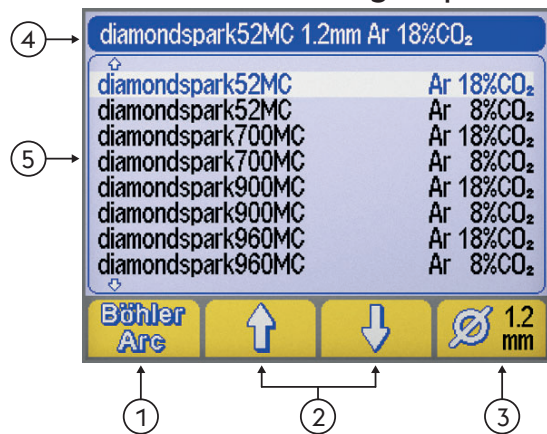 diamondspark52MC 1.2mm Ar 18%CO₂
diamondspark52MC Ar 18%CO₂
diamondspark52MC Ar 8%CO₂
diamondspark700MC Ar 18%CO₂
diamondspark700MC Ar 8%CO₂
diamondspark900MC Ar 18%CO₂
diamondspark900MC Ar 8%CO₂
diamondspark960MC Ar 18%CO₂
diamondspark960MC Ar 8%CO₂
Böhler
Arc
Ø 1.2
mm
4
5
1
2
3